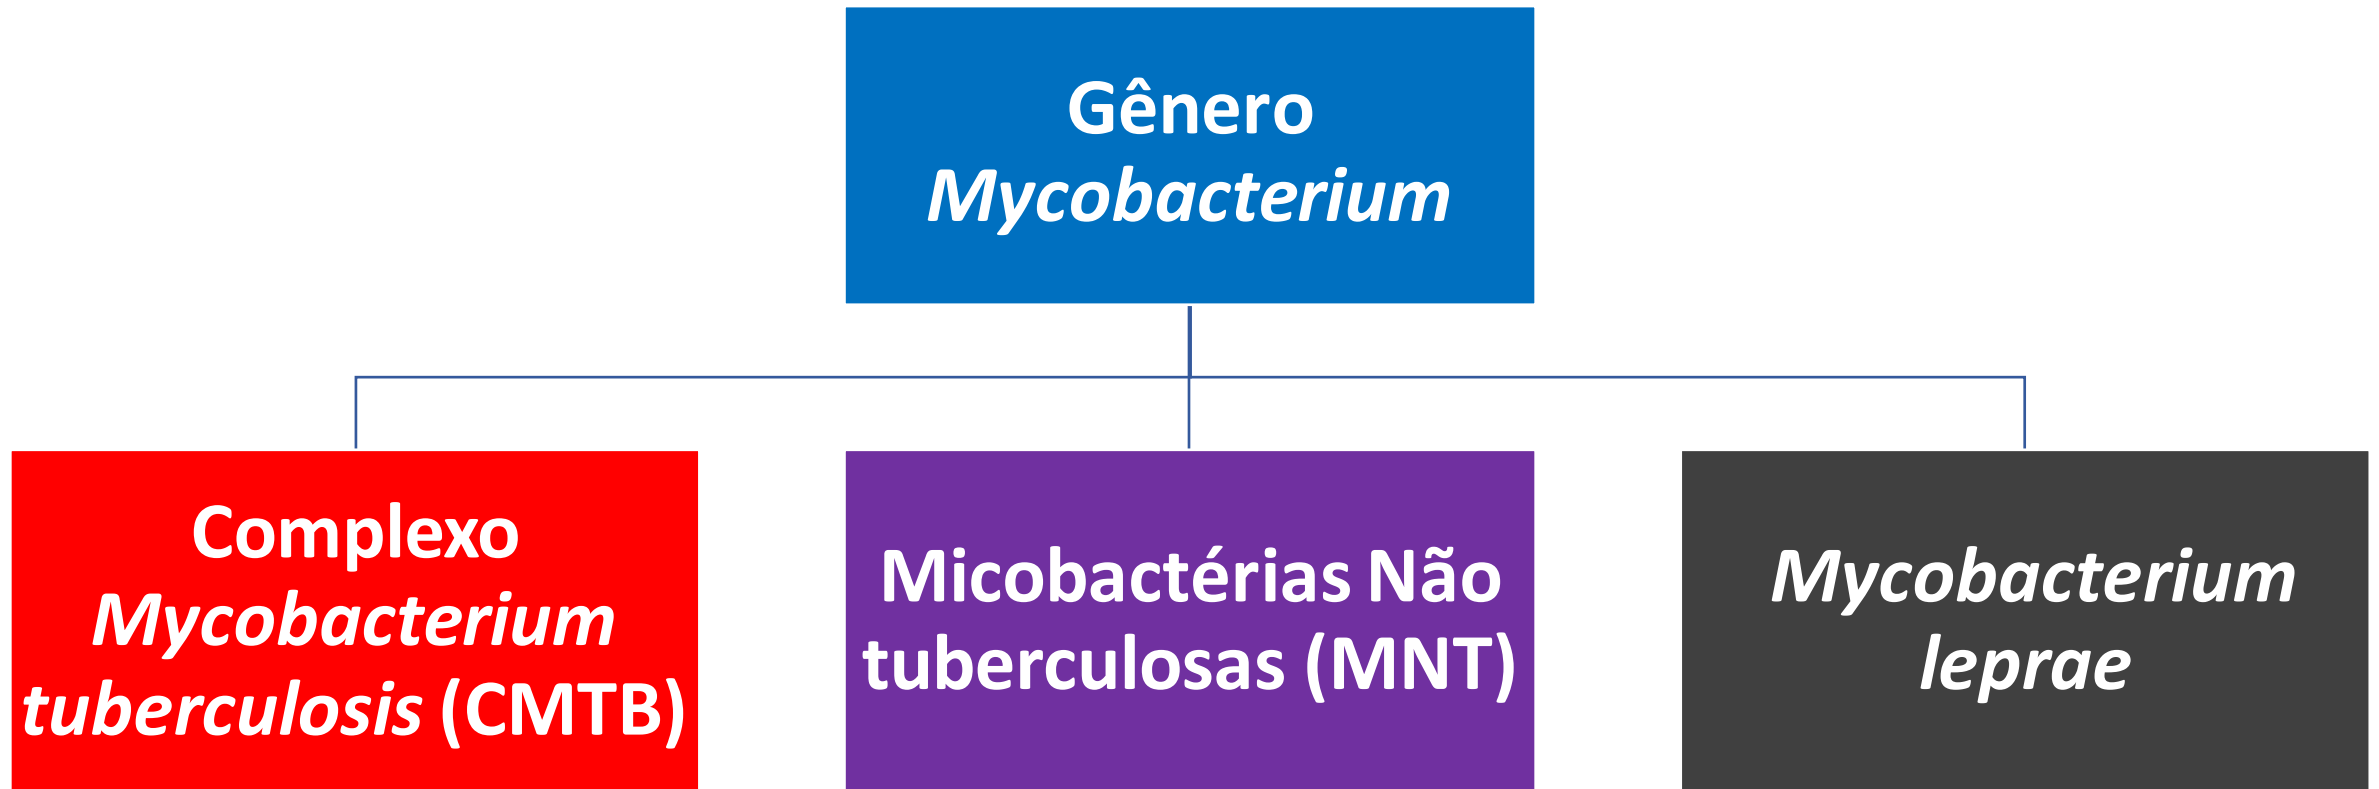 Gênero
Mycobacterium
Complexo
Mycobacterium
tuberculosis (CMTB)
Micobactérias Não
tuberculosas (MNT)
Mycobacterium
leprae